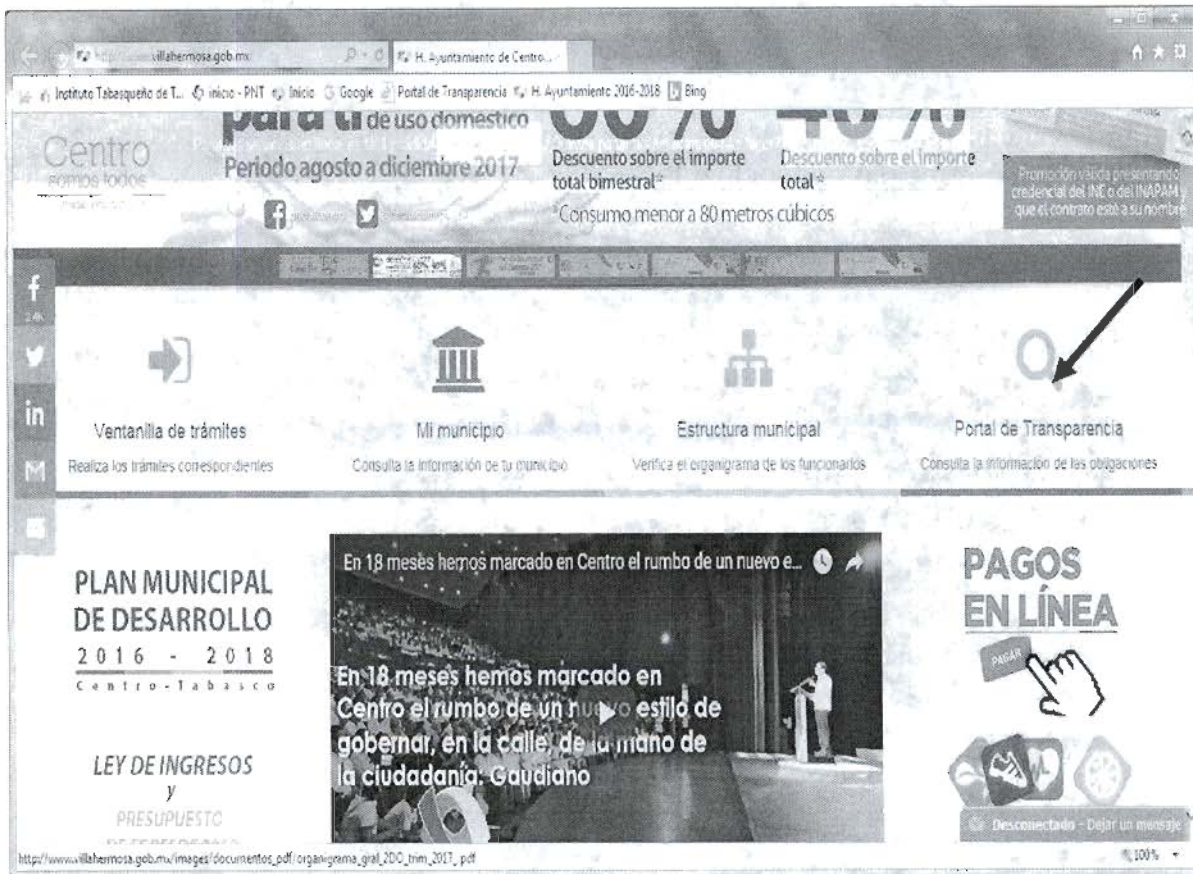 villahermosa.gob.mx
H. Ayuntamiento de Centro...
Instituto Tabasqueño de T... inicio - PNT Inicio Google Portal de Transparencia H. Ayuntamiento 2016-2018 Bing
Centro
somos todos
para ti de uso domestico
Periodo agosto a diciembre 2017
Descuento sobre el importe
total bimestral*
Descuento sobre el importe
total*
*Consumo menor a 80 metros cúbicos
Promoción válida presentando
credencial del INE o del INAPAM y
que el contrato esté a su nombre
Ventanilla de trámites
Realiza los trámites correspondientes
Mi municipio
Consulta la información de tu municipio
Estructura municipal
Verifica el organigrama de los funcionarios
Portal de Transparencia
Consulta la información de las obligaciones
PLAN MUNICIPAL
DE DESARROLLO
2016 - 2018
Centro-Tabasco
LEY DE INGRESOS
y
PRESUPUESTO
En 18 meses hemos marcado en Centro el rumbo de un nuevo e...
En 18 meses hemos marcado en
Centro el rumbo de un nuevo estilo de
gobernar, en la calle, de la mano de
la ciudadanía: Gaudiano
PAGOS
EN LÍNEA
PAGAR
Desconectado - Dejar un mensaje
http://www.villahermosa.gob.mx/images/documentos_pdf/organigrama_gral_2DO_trim_2017_.pdf
100%